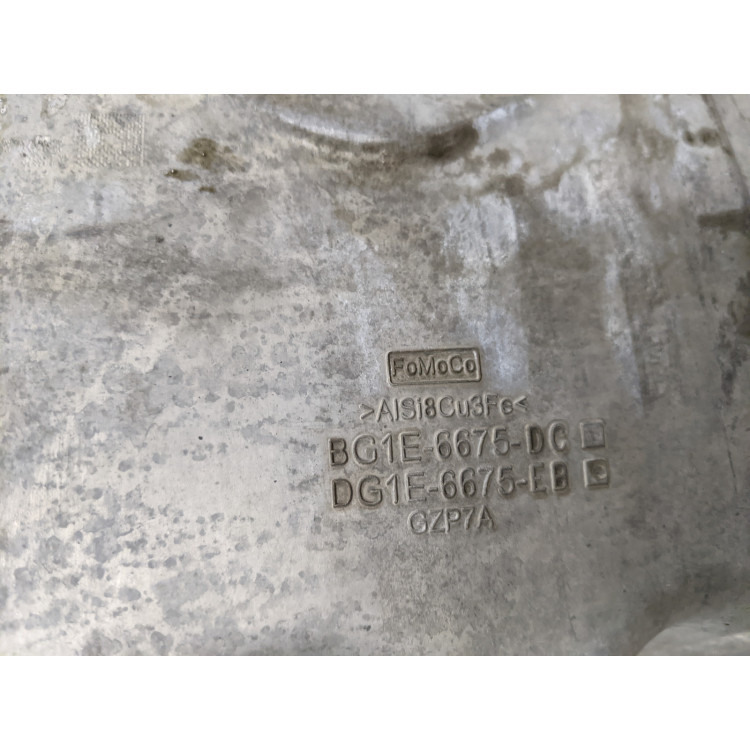 FoMoCo
>AlSi8Cu3Fe<
BG1E-6675-DC
DG1E-6675-EB
GZP7A